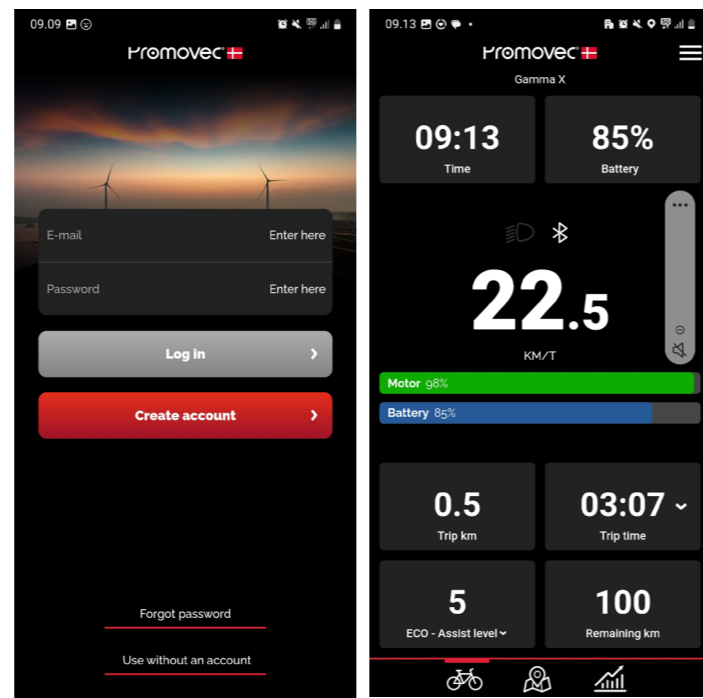 09.09
Promovec
E-mail Enter here
Password Enter here
Log in
Create account
Forgot password
Use without an account
09.13
Promovec
Gamma X
09:13
Time
85%
Battery
22.5
KM/T
Motor 98%
Battery 85%
0.5
Trip km
03:07
Trip time
5
ECO - Assist level
100
Remaining km